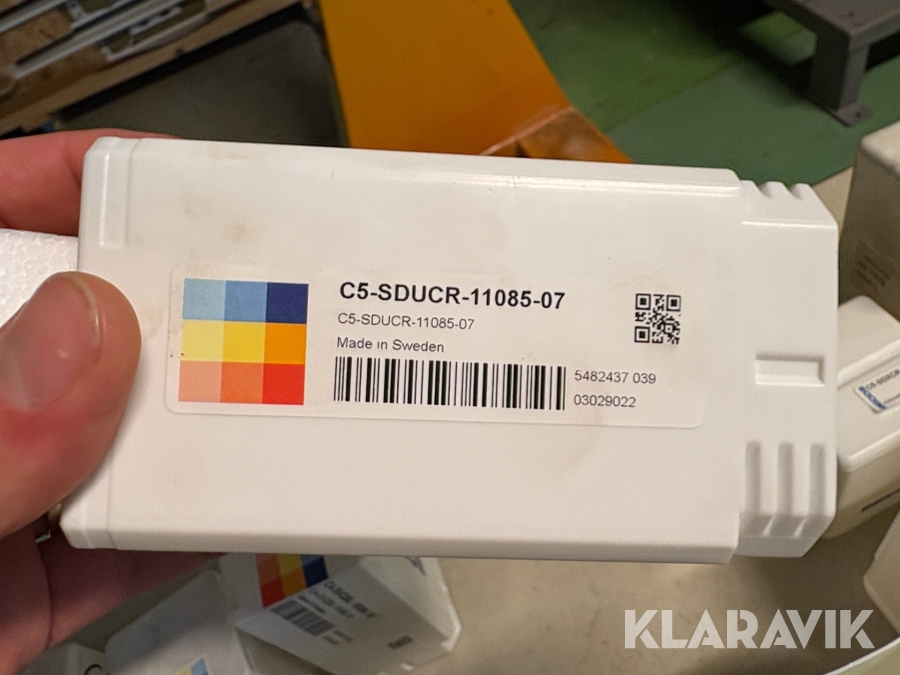 C5-SDUCR-11085-07
C5-SDUCR-11085-07
Made in Sweden
5482437 039
03029022
KLARAVIK